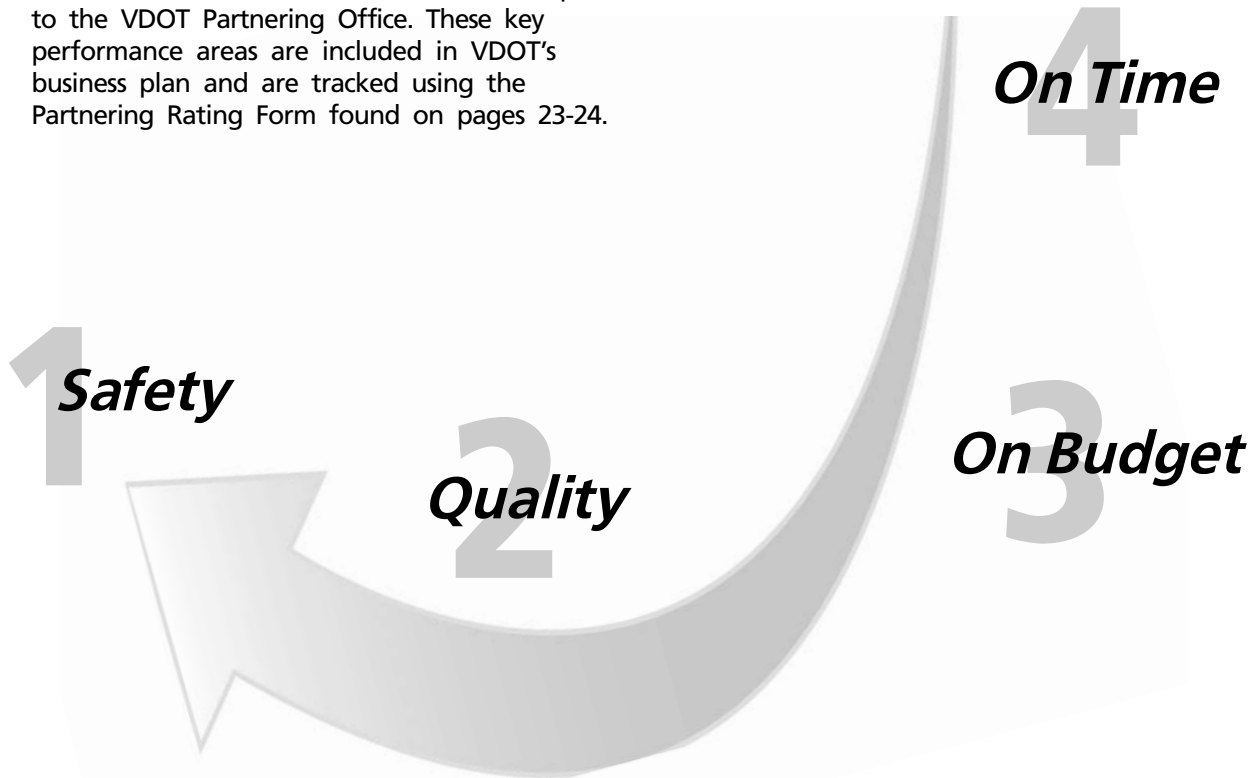 to the VDOT Partnering Office. These key
performance areas are included in VDOT's
business plan and are tracked using the
Partnering Rating Form found on pages 23-24.
4
On Time
1
Safety
2
Quality
3
On Budget